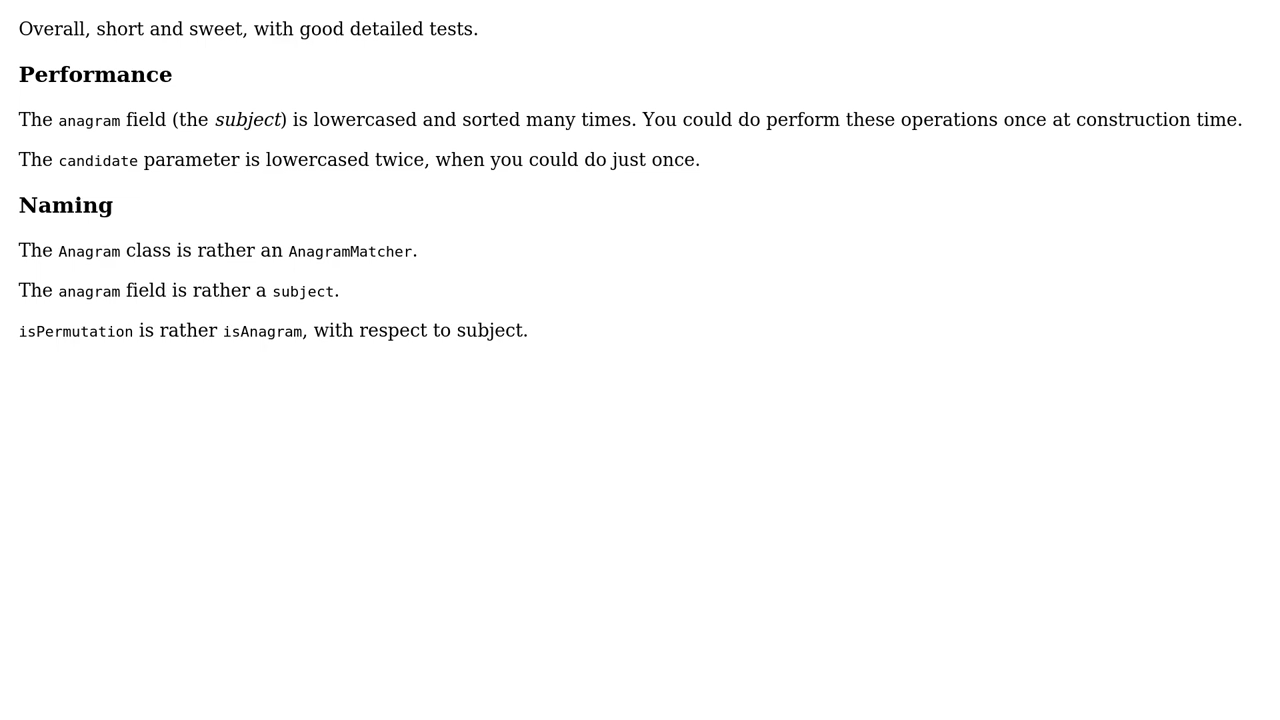 Overall, short and sweet, with good detailed tests.
Performance
The anagram field (the subject) is lowercased and sorted many times. You could do perform these operations once at construction time.
The candidate parameter is lowercased twice, when you could do just once.
Naming
The Anagram class is rather an AnagramMatcher.
The anagram field is rather a subject.
isPermutation is rather isAnagram, with respect to subject.